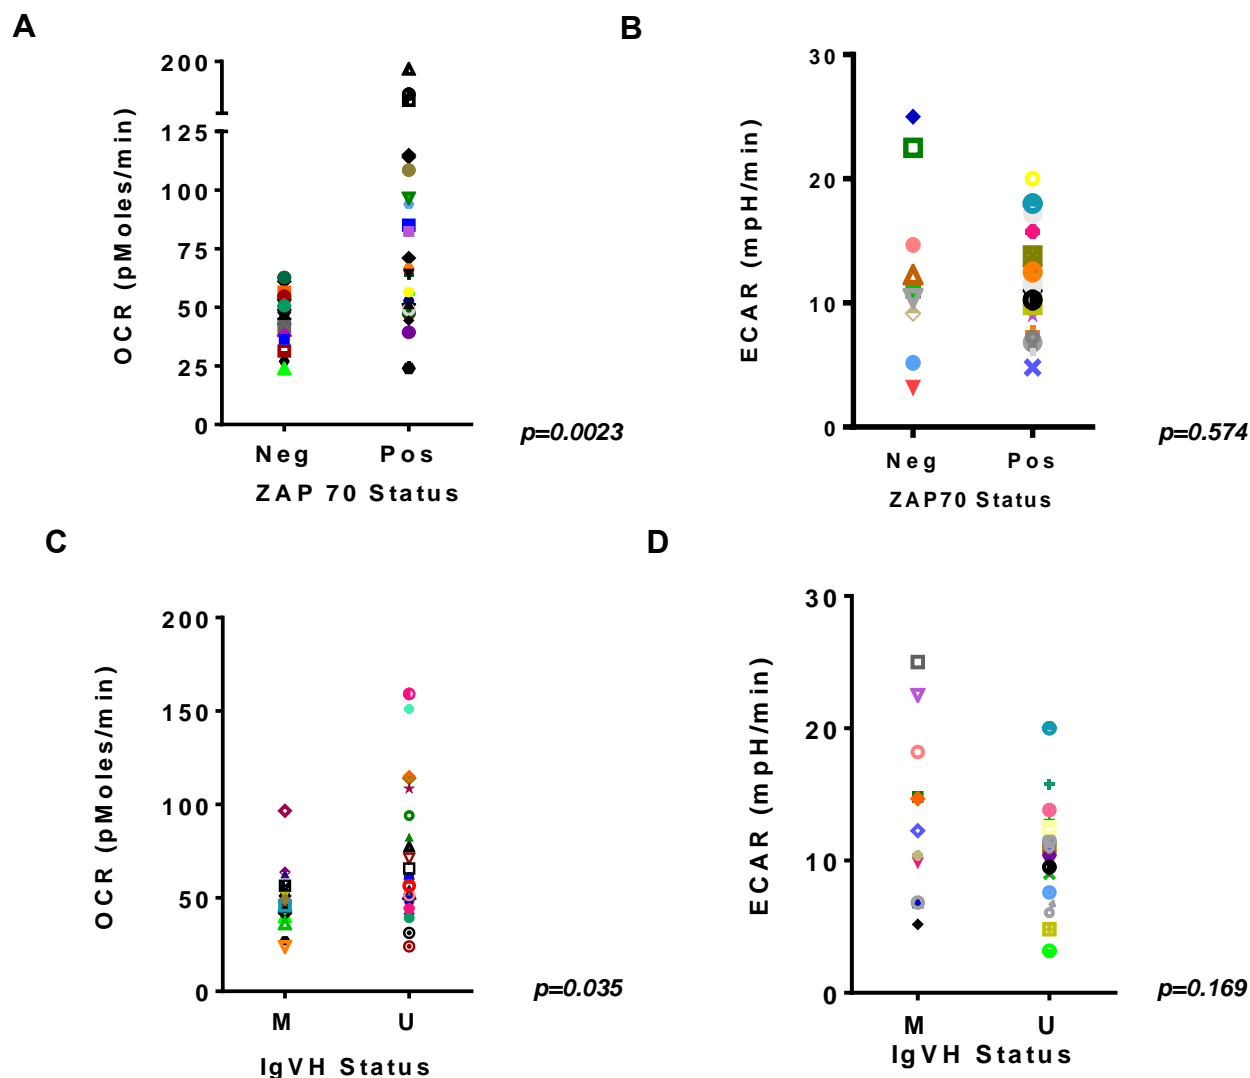 A
OCR (pMoles/min)
200
125
100
75
50
25
0
Neg Pos
ZAP 70 Status
p=0.0023
B
ECAR (mpH/min)
30
20
10
0
Neg Pos
ZAP70 Status
p=0.574
C
OCR (pMoles/min)
200
150
100
50
0
M U
IgVH Status
p=0.035
D
ECAR (mpH/min)
30
20
10
0
M U
IgVH Status
p=0.169